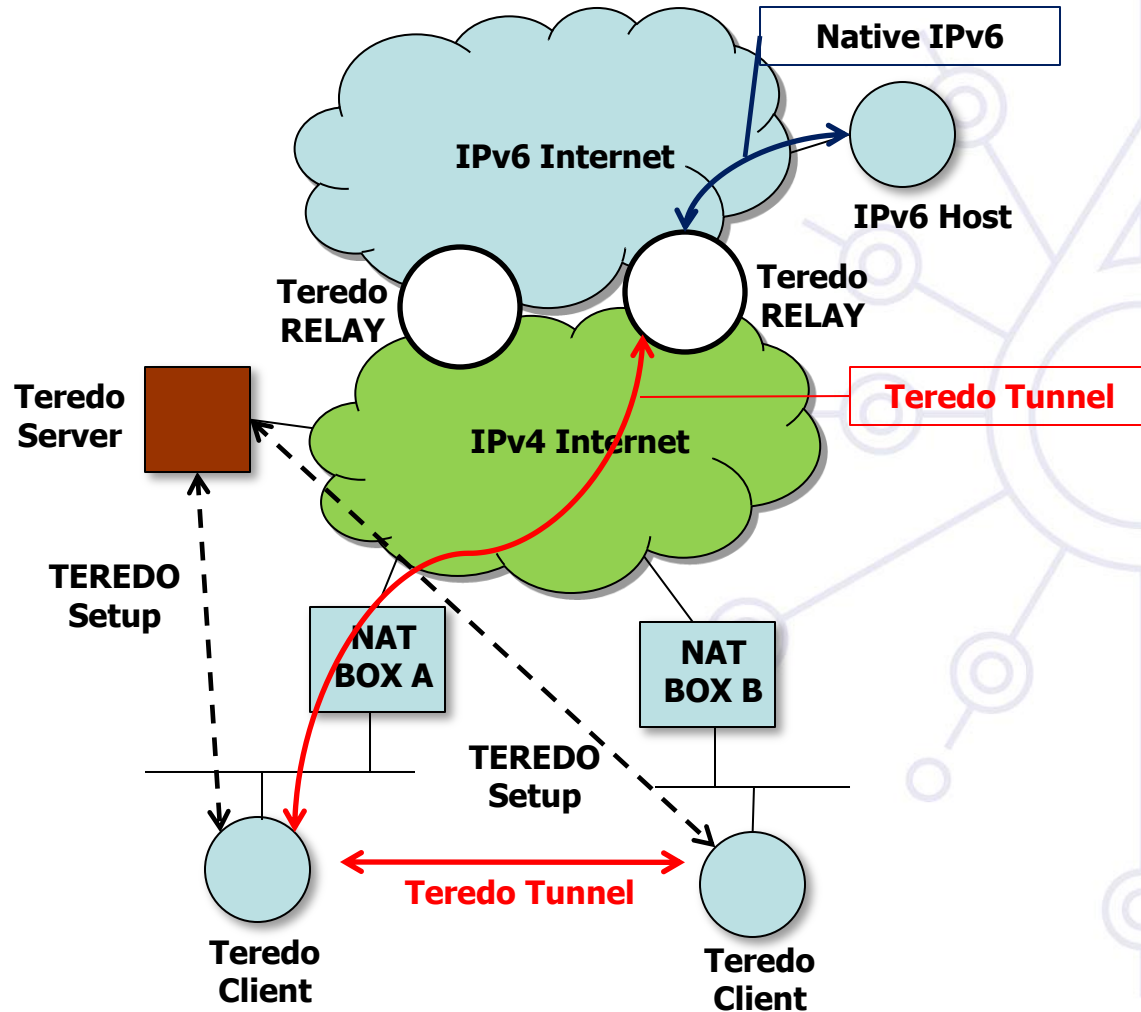 Native IPv6
IPv6 Internet
IPv6 Host
Teredo
RELAY
Teredo
RELAY
Teredo
Server
Teredo Tunnel
IPv4 Internet
TEREDO
Setup
NAT
BOX A
NAT
BOX B
TEREDO
Setup
Teredo Tunnel
Teredo
Client
Teredo
Client